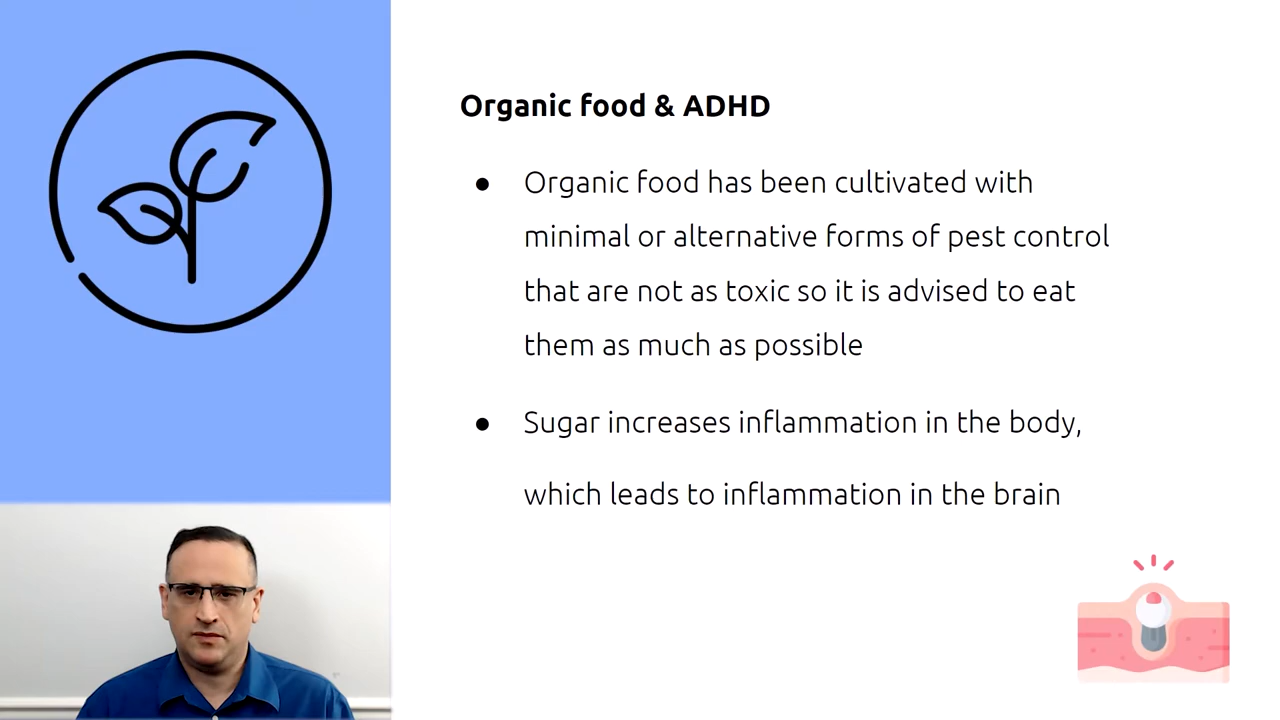 Organic food & ADHD
● Organic food has been cultivated with
minimal or alternative forms of pest control
that are not as toxic so it is advised to eat
them as much as possible
● Sugar increases inflammation in the body,
which leads to inflammation in the brain